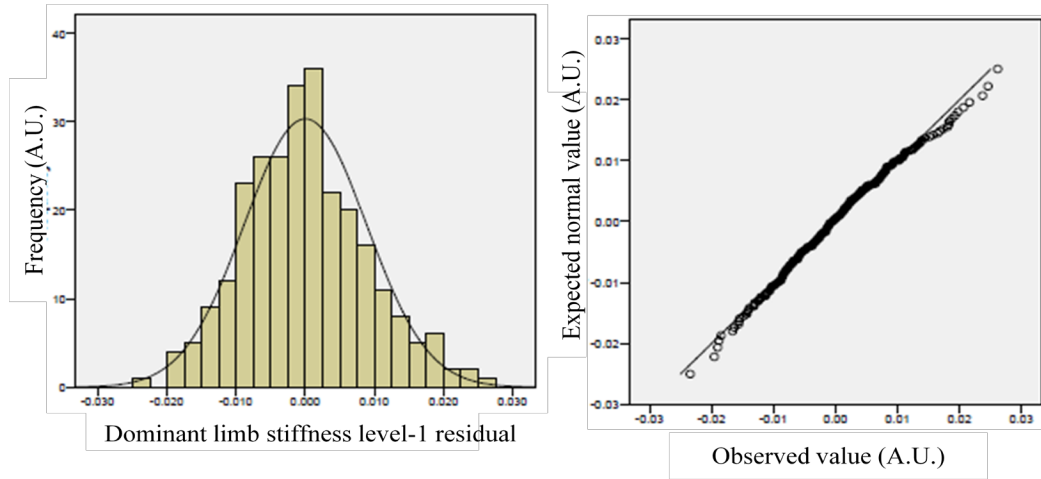 Frequency (A.U.)
40
30
20
10
0
-0.030 -0.020 -0.010 0.000 0.010 0.020 0.030
Dominant limb stiffness level-1 residual
Expected normal value (A.U.)
0.03
0.02
0.01
0.00
-0.01
-0.02
-0.03
-0.03 -0.02 -0.01 0.00 0.01 0.02 0.03
Observed value (A.U.)